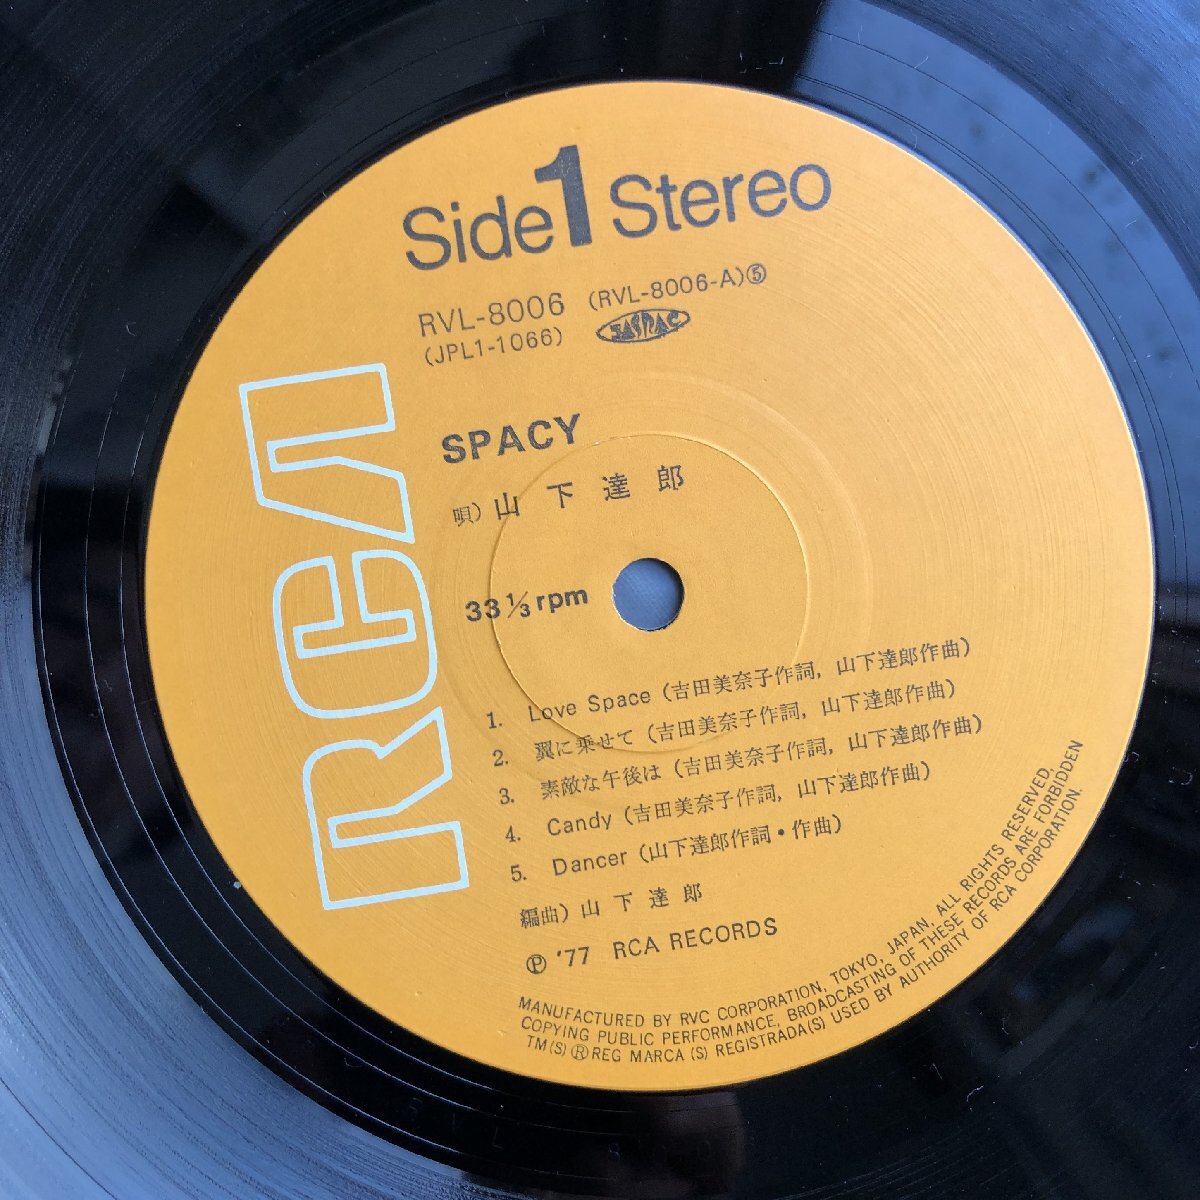 Side 1 Stereo
RVL-8006 (RVL-8006-A)⑤
(JPL1-1066) JASRAC
RCA
SPACY
唄) 山下達郎
33 1/3 rpm
1. Love Space (吉田美奈子作詞, 山下達郎作曲)
2. 翼に乗せて (吉田美奈子作詞, 山下達郎作曲)
3. 素敵な午後は (吉田美奈子作詞, 山下達郎作曲)
4. Candy (吉田美奈子作詞, 山下達郎作曲)
5. Dancer (山下達郎作詞・作曲)
編曲) 山下達郎
℗ '77 RCA RECORDS
MANUFACTURED BY RVC CORPORATION, TOKYO, JAPAN, ALL RIGHTS RESERVED,
COPYING PUBLIC PERFORMANCE, BROADCASTING OF THESE RECORDS ARE FORBIDDEN
TM(S) ® REG MARCA (S) REGISTRADA(S) USED BY AUTHORITY OF RCA CORPORATION.